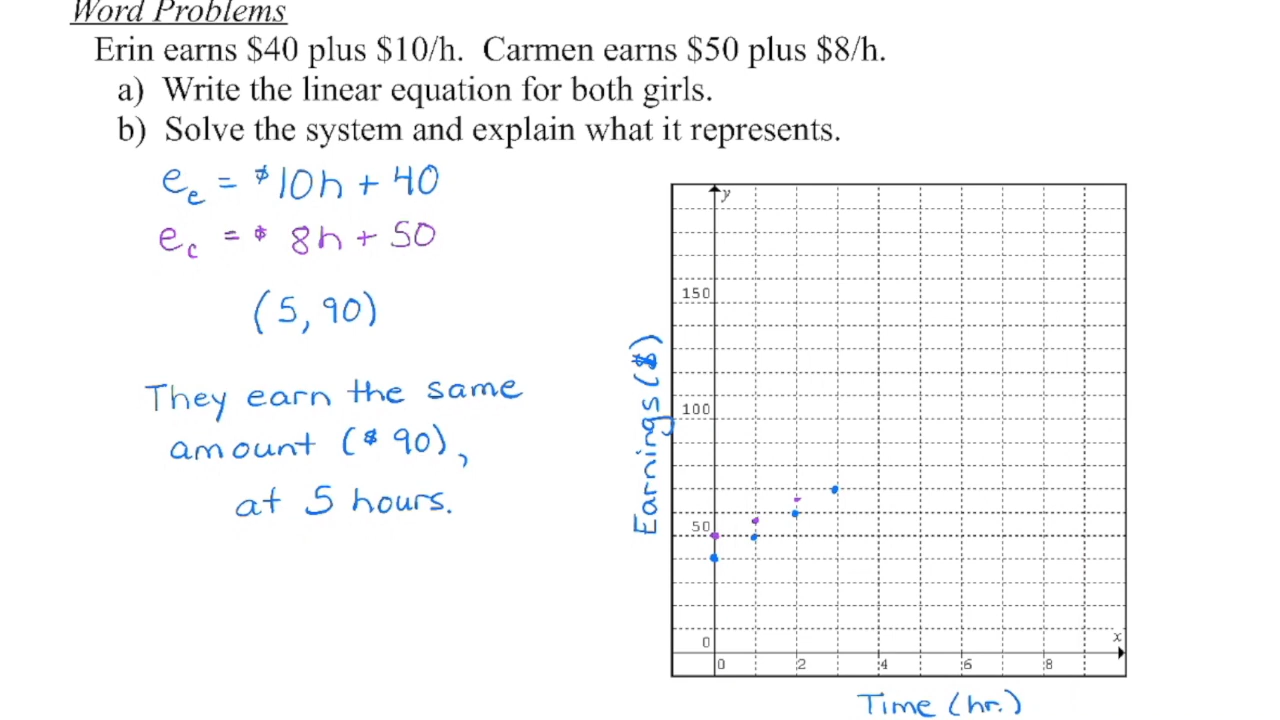 Word Problems
Erin earns $40 plus $10/h. Carmen earns $50 plus $8/h.
a) Write the linear equation for both girls.
b) Solve the system and explain what it represents.
eₑ = $10h + 40
e꜀ = $ 8h + 50
(5, 90)
They earn the same
amount ($ 90),
at 5 hours.
y
150
100
50
0
x
0 2 4 6 8
Earnings ($)
Time (hr.)